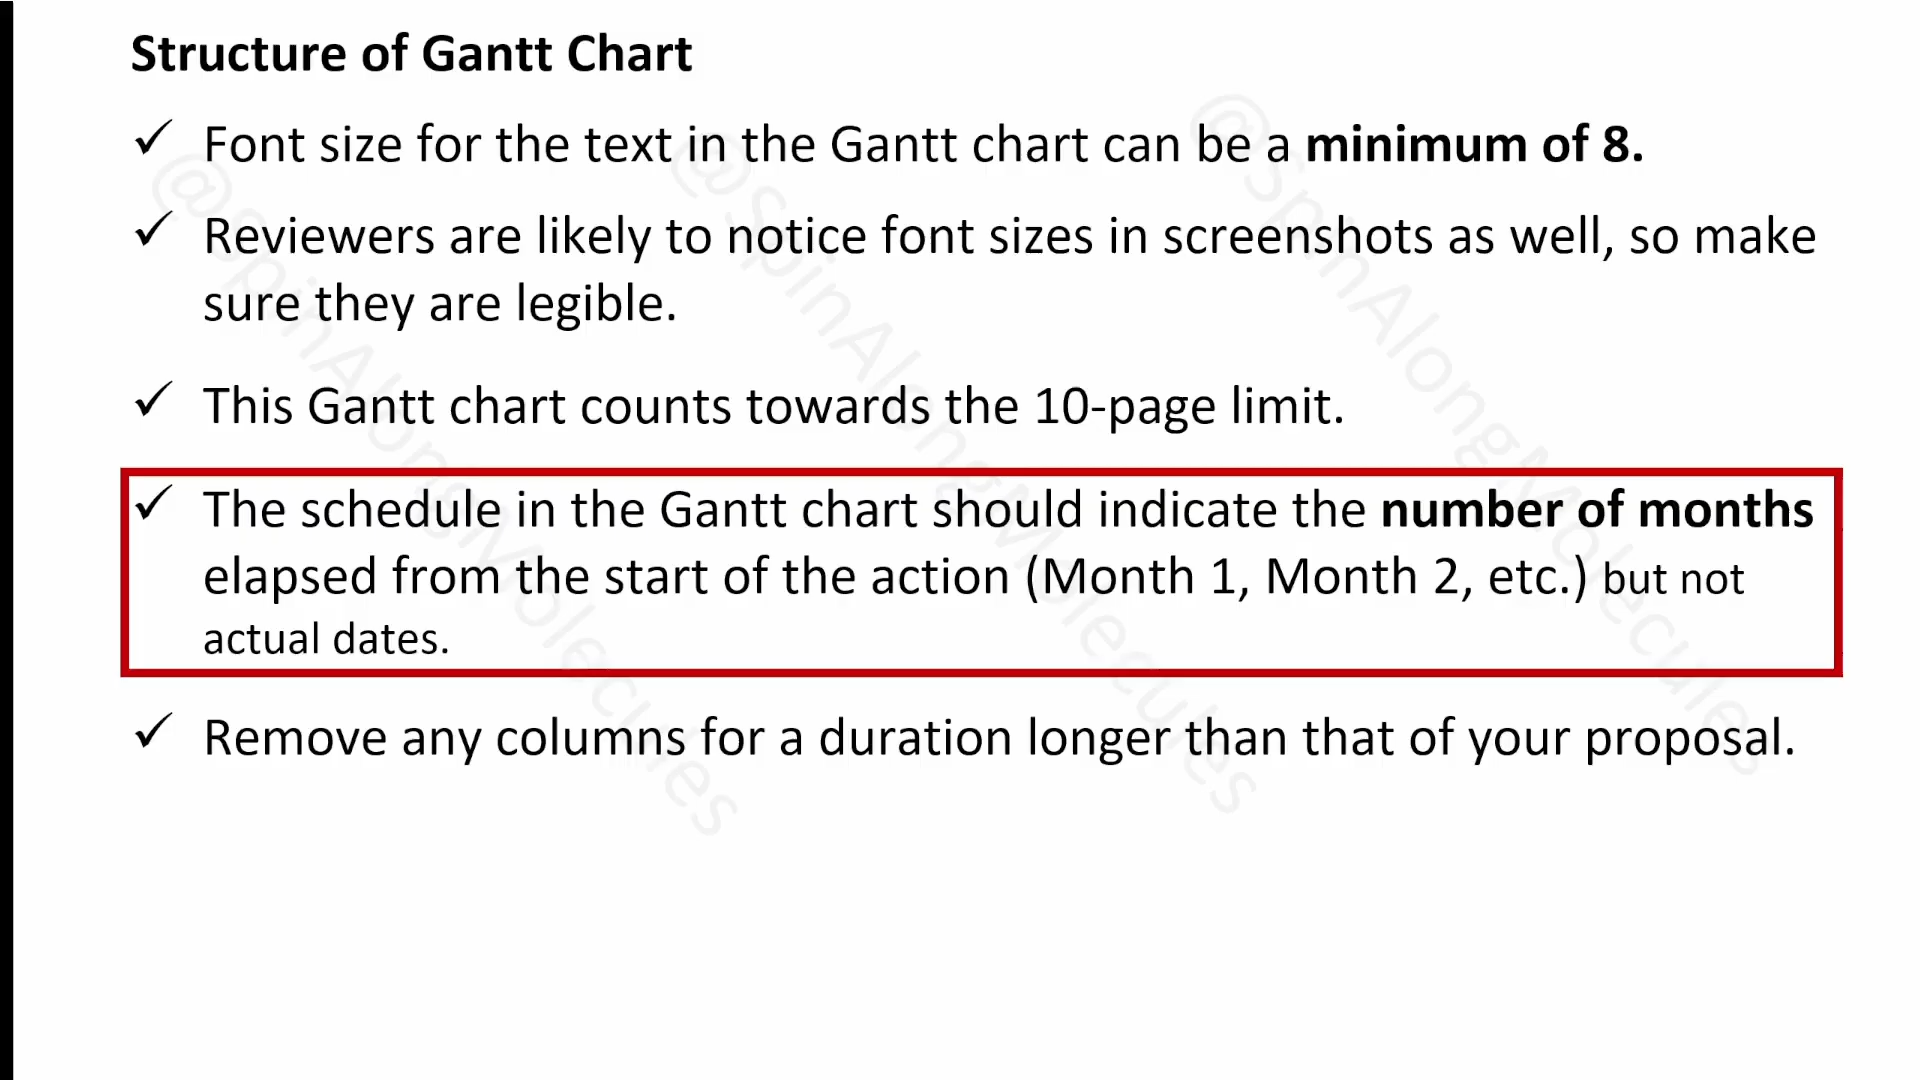 Structure of Gantt Chart
✓ Font size for the text in the Gantt chart can be a minimum of 8.
✓ Reviewers are likely to notice font sizes in screenshots as well, so make
sure they are legible.
✓ This Gantt chart counts towards the 10-page limit.
✓ The schedule in the Gantt chart should indicate the number of months
elapsed from the start of the action (Month 1, Month 2, etc.) but not
actual dates.
✓ Remove any columns for a duration longer than that of your proposal.
@SpinAlongMolecules
@SpinAlongMolecules
@SpinAlongMolecules